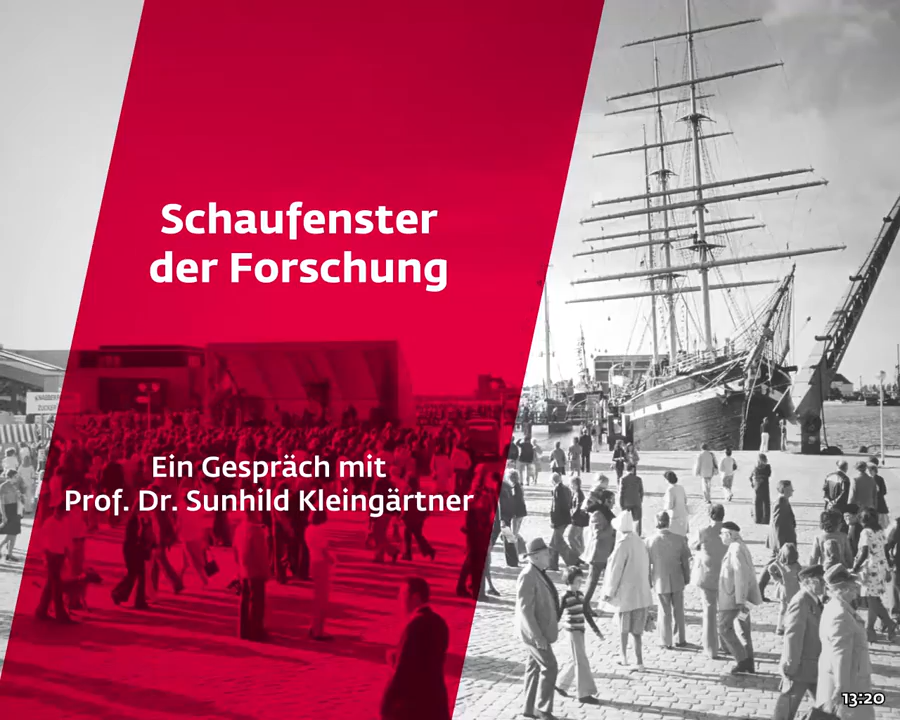 Schaufenster
der Forschung
Ein Gespräch mit
Prof. Dr. Sunhild Kleingärtner
13:20